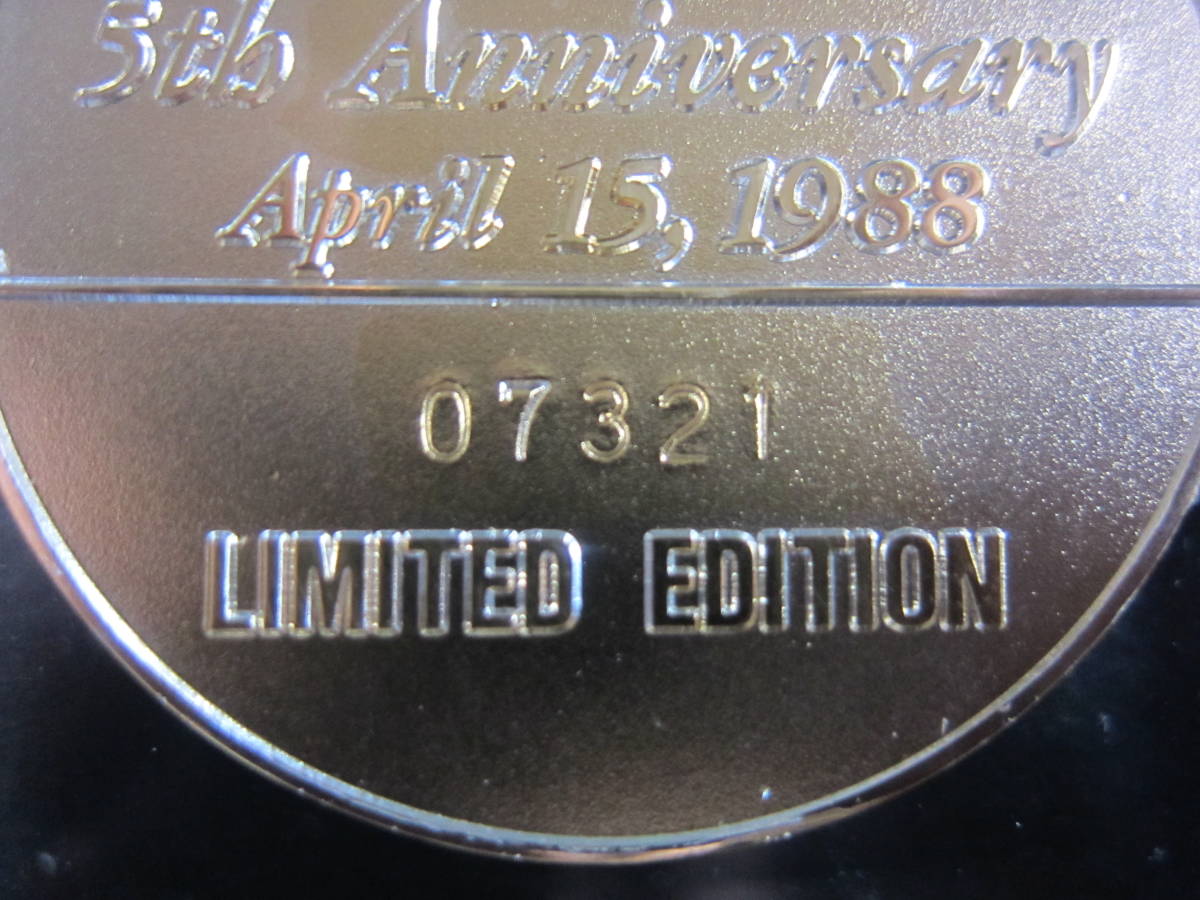 5th Anniversary
April 15, 1988
07321
LIMITED EDITION